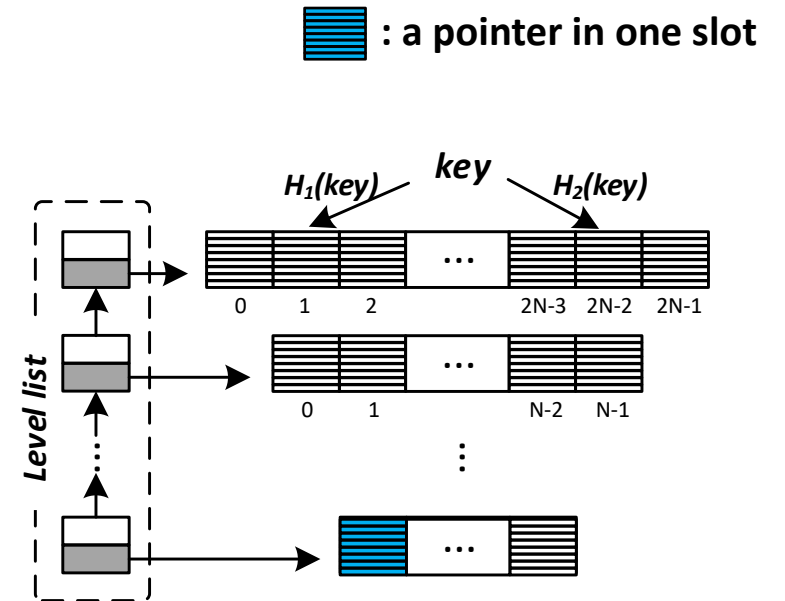 : a pointer in one slot
key
H₁(key) H₂(key)
...
0 1 2 2N-3 2N-2 2N-1
...
0 1 N-2 N-1
Level list
...
...
...